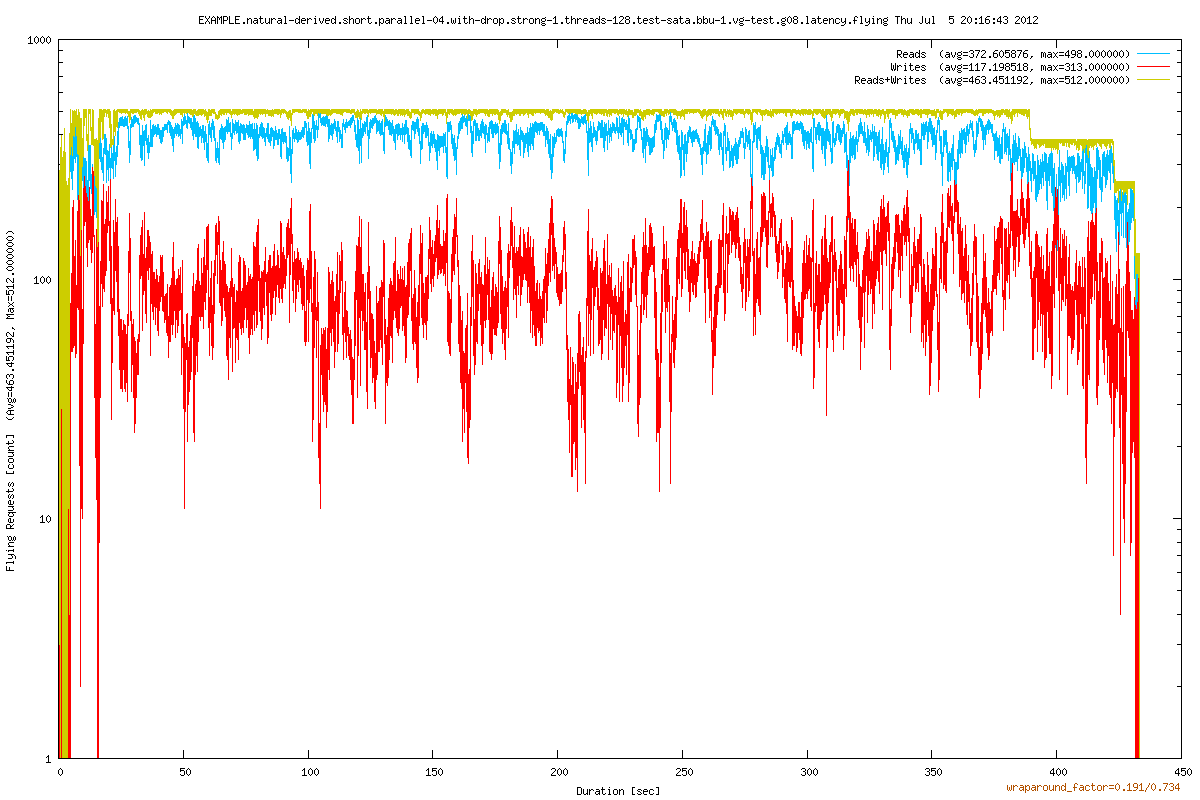 EXAMPLE.natural-derived.short.parallel-04.with-drop.strong-1.threads-128.test-sata.bbu-1.vg-test.g08.latency.flying Thu Jul  5 20:16:43 2012
Reads  (avg=372.605876, max=498.000000)
Writes  (avg=117.198518, max=313.000000)
Reads+Writes  (avg=463.451192, max=512.000000)
1000
100
10
1
Flying Requests [count]  (Avg=463.451192, Max=512.000000)
0 50 100 150 200 250 300 350 400 450
Duration [sec]
wraparound_factor=0.191/0.734